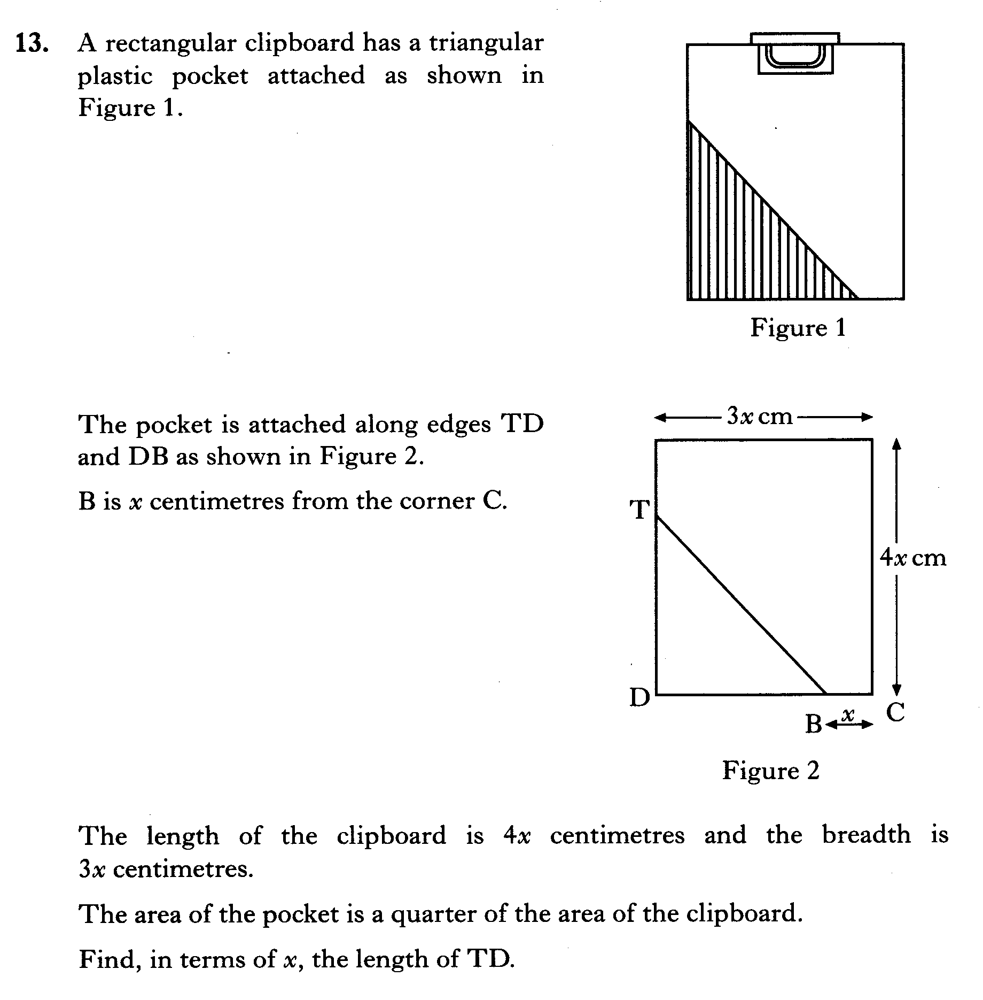 13. A rectangular clipboard has a triangular
plastic pocket attached as shown in
Figure 1.
Figure 1
The pocket is attached along edges TD
and DB as shown in Figure 2.
B is x centimetres from the corner C.
3x cm
T
4x cm
D
B x C
Figure 2
The length of the clipboard is 4x centimetres and the breadth is
3x centimetres.
The area of the pocket is a quarter of the area of the clipboard.
Find, in terms of x, the length of TD.